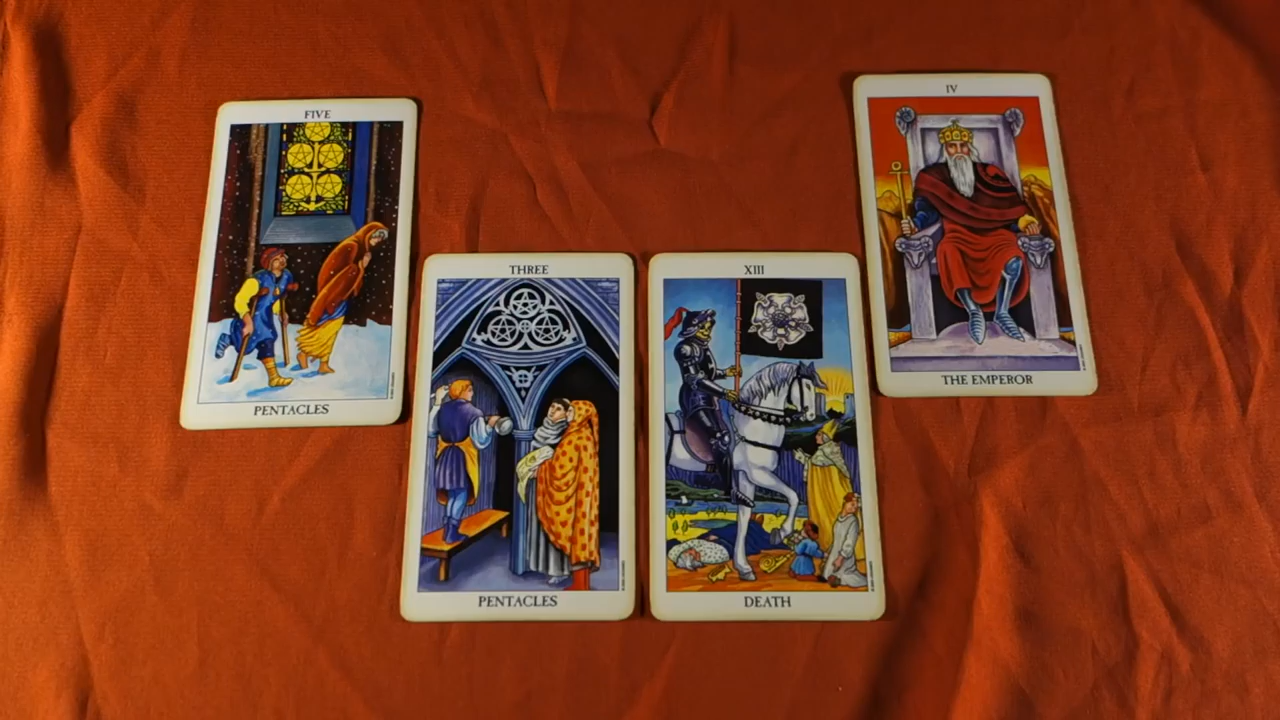 FIVE
PENTACLES
THREE
PENTACLES
XIII
DEATH
IV
THE EMPEROR